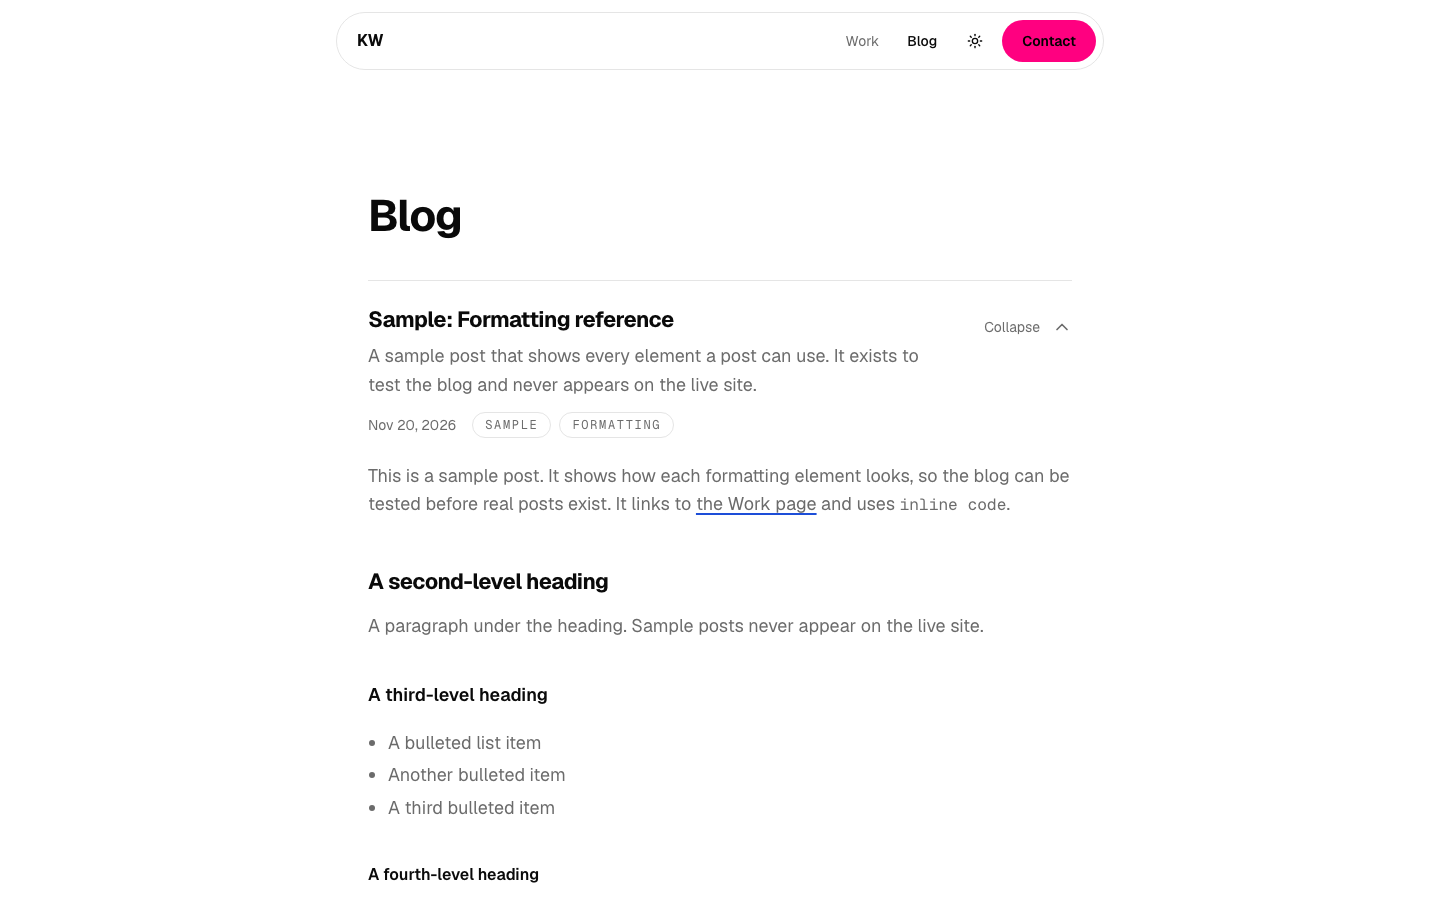 KW
Work
Blog
Contact
Blog
Sample: Formatting reference
Collapse
A sample post that shows every element a post can use. It exists to
test the blog and never appears on the live site.
Nov 20, 2026
SAMPLE
FORMATTING
This is a sample post. It shows how each formatting element looks, so the blog can be
tested before real posts exist. It links to the Work page and uses inline code.
A second-level heading
A paragraph under the heading. Sample posts never appear on the live site.
A third-level heading
A bulleted list item
Another bulleted item
A third bulleted item
A fourth-level heading